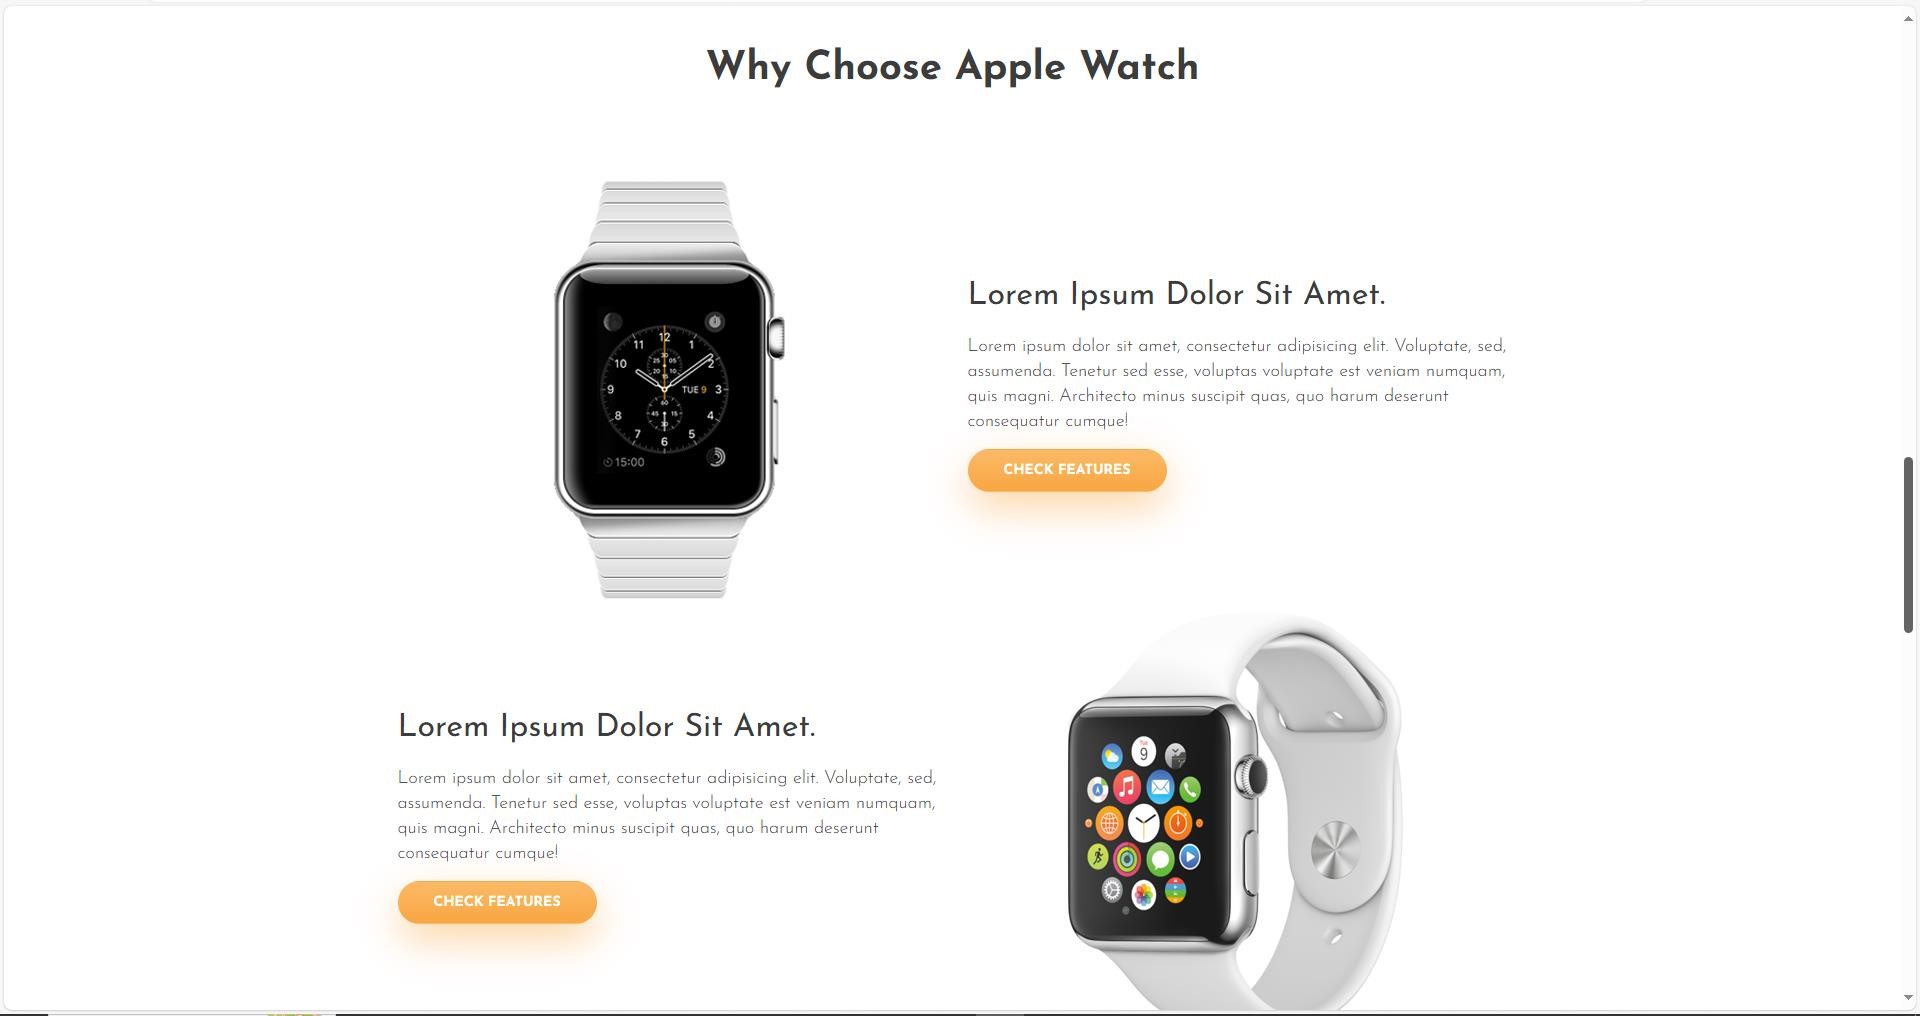 Why Choose Apple Watch
12
11 1
10 2
9 TUE 9 3
8 4
7 5
6
15:00
Lorem Ipsum Dolor Sit Amet.
Lorem ipsum dolor sit amet, consectetur adipisicing elit. Voluptate, sed,
assumenda. Tenetur sed esse, voluptas voluptate est veniam numquam,
quis magni. Architecto minus suscipit quas, quo harum deserunt
consequatur cumque!
CHECK FEATURES
Lorem Ipsum Dolor Sit Amet.
Lorem ipsum dolor sit amet, consectetur adipisicing elit. Voluptate, sed,
assumenda. Tenetur sed esse, voluptas voluptate est veniam numquam,
quis magni. Architecto minus suscipit quas, quo harum deserunt
consequatur cumque!
CHECK FEATURES
9